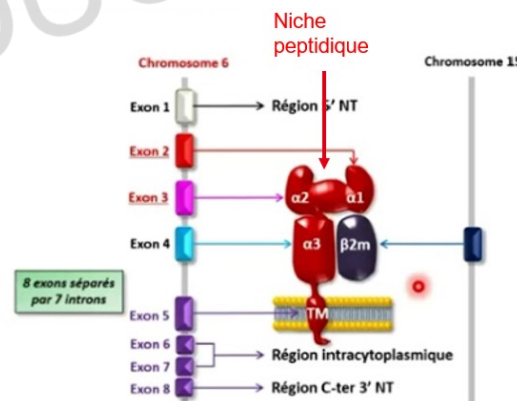 Niche
peptidique
Chromosome 6
Chromosome 15
Exon 1
Région 5' NT
Exon 2
Exon 3
α2
α1
Exon 4
α3
β2m
8 exons séparés
par 7 introns
Exon 5
TM
Exon 6
Exon 7
Région intracytoplasmique
Exon 8
Région C-ter 3' NT